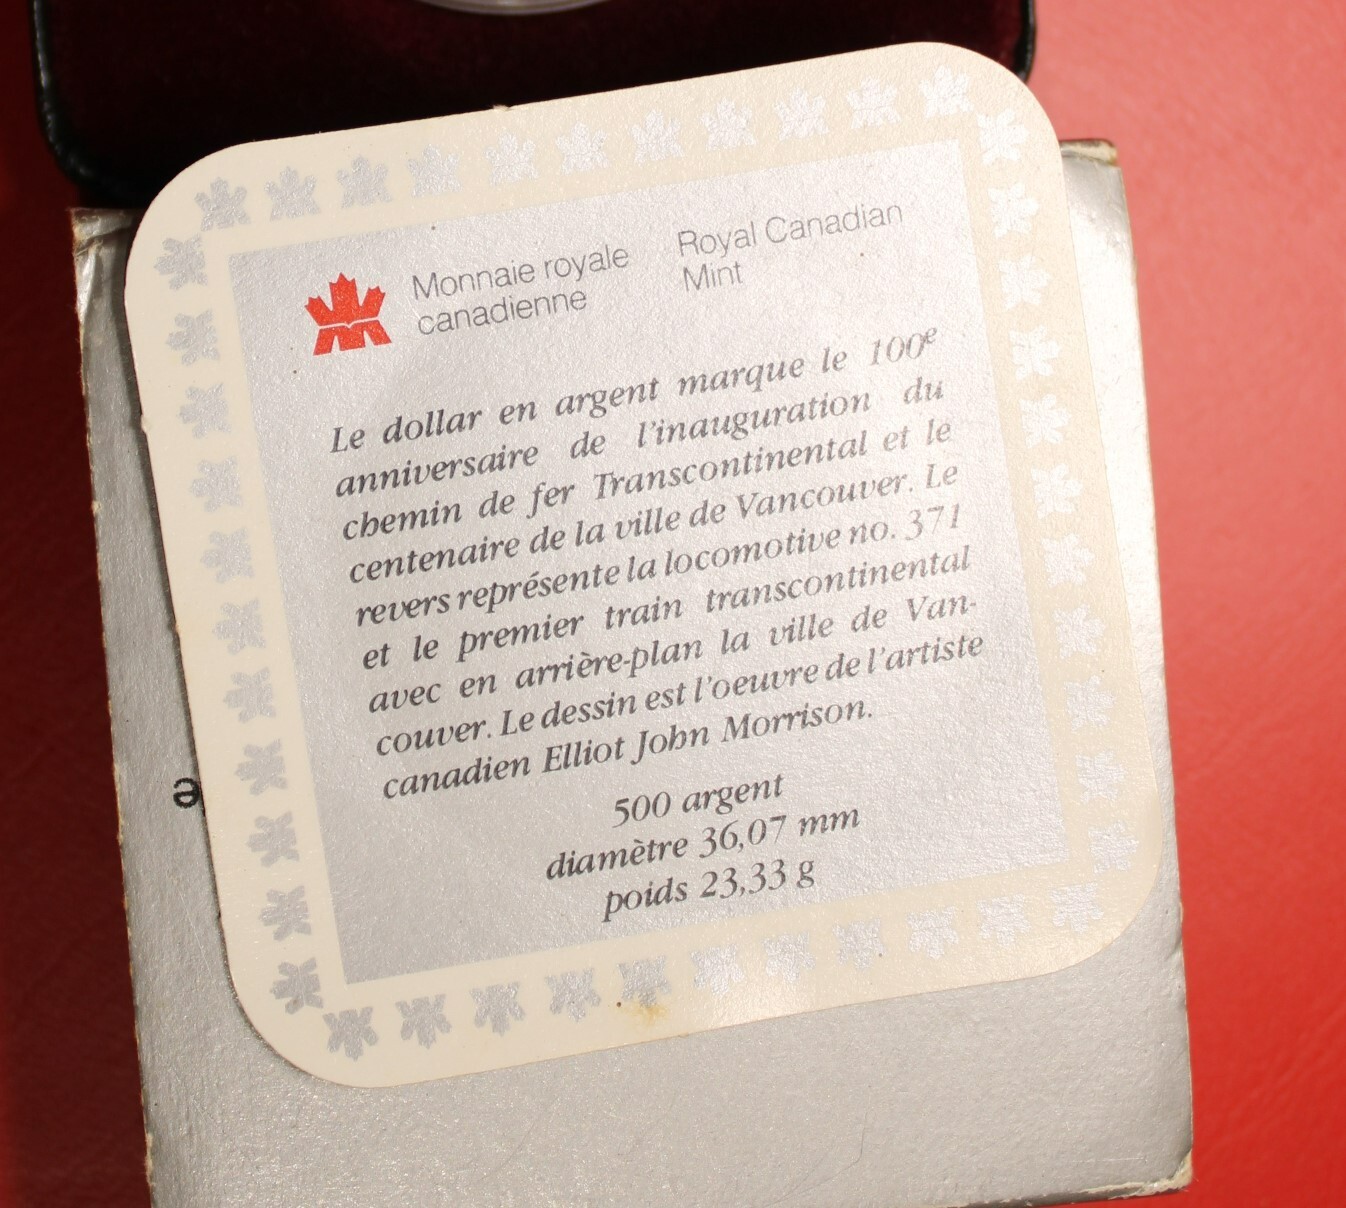 Monnaie royale
canadienne
Royal Canadian
Mint
Le dollar en argent marque le 100e
anniversaire de l'inauguration du
chemin de fer Transcontinental et le
centenaire de la ville de Vancouver. Le
revers représente la locomotive no. 371
et le premier train transcontinental
avec en arrière-plan la ville de Van-
couver. Le dessin est l'oeuvre de l'artiste
canadien Elliot John Morrison.
500 argent
diamètre 36,07 mm
poids 23,33 g